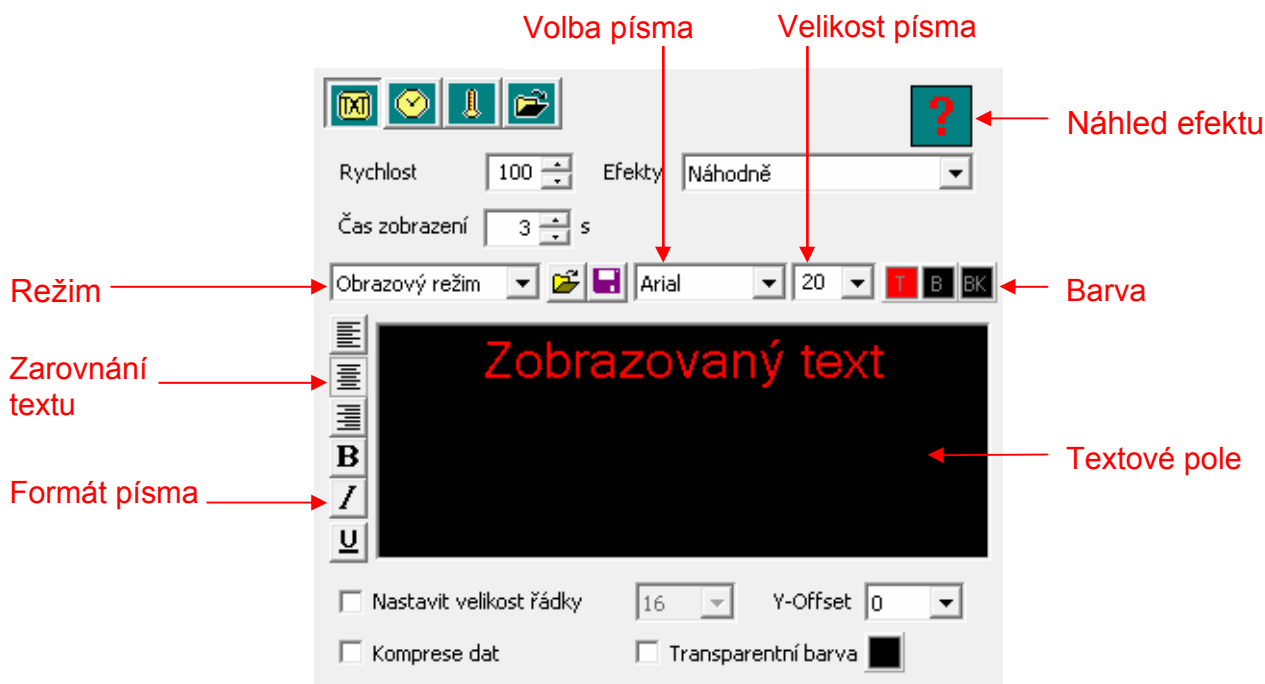 Volba písma
Velikost písma
TXT
?
Náhled efektu
Rychlost
100
Efekty
Náhodně
Čas zobrazení
3
s
Režim
Obrazový režim
Arial
20
T
B
BK
Barva
Zarovnání
textu
Zobrazovaný text
B
Textové pole
Formát písma
I
U
Nastavit velikost řádky
16
Y-Offset
0
Komprese dat
Transparentní barva